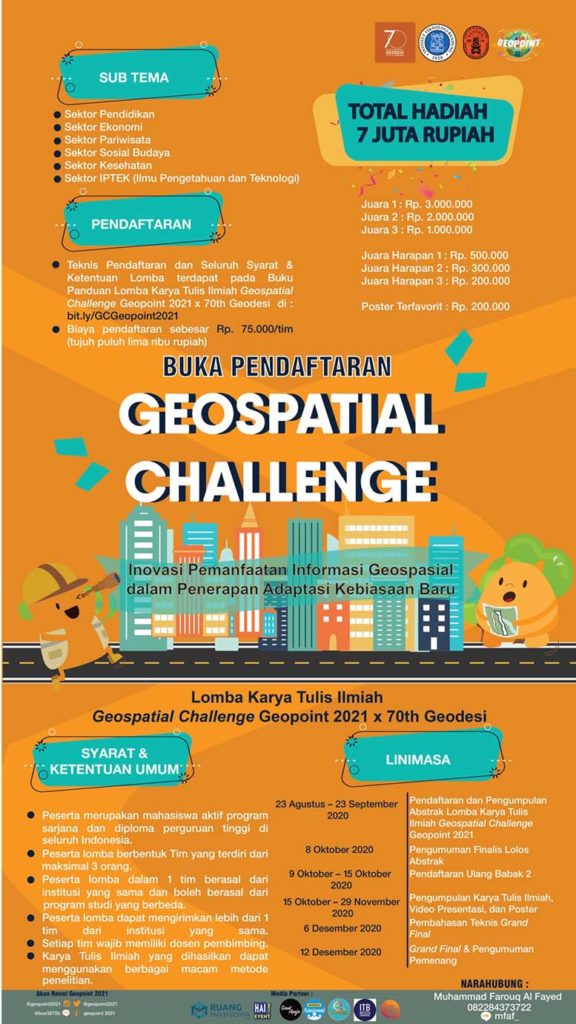 70
GEOPOINT
SUB TEMA
Sektor Pendidikan
Sektor Ekonomi
Sektor Pariwisata
Sektor Sosial Budaya
Sektor Kesehatan
Sektor IPTEK (Ilmu Pengetahuan dan Teknologi)
TOTAL HADIAH
7 JUTA RUPIAH
Juara 1 : Rp. 3.000.000
Juara 2 : Rp. 2.000.000
Juara 3 : Rp. 1.000.000
Juara Harapan 1 : Rp. 500.000
Juara Harapan 2 : Rp. 300.000
Juara Harapan 3 : Rp. 200.000
Poster Terfavorit : Rp. 200.000
PENDAFTARAN
Teknis Pendaftaran dan Seluruh Syarat &
Ketentuan Lomba terdapat pada Buku
Panduan Lomba Karya Tulis Ilmiah Geospatial
Challenge Geopoint 2021 x 70th Geodesi di :
bit.ly/GCGeopoint2021
Biaya pendaftaran sebesar Rp. 75.000/tim
(tujuh puluh lima ribu rupiah)
BUKA PENDAFTARAN
GEOSPATIAL
CHALLENGE
Inovasi Pemanfaatan Informasi Geospasial
dalam Penerapan Adaptasi Kebiasaan Baru
Lomba Karya Tulis Ilmiah
Geospatial Challenge Geopoint 2021 x 70th Geodesi
SYARAT &
KETENTUAN UMUM
Peserta merupakan mahasiswa aktif program
sarjana dan diploma perguruan tinggi di
seluruh Indonesia.
Peserta lomba berbentuk Tim yang terdiri dari
maksimal 3 orang.
Peserta lomba dalam 1 tim berasal dari
institusi yang sama dan boleh berasal dari
program studi yang berbeda.
Peserta lomba dapat mengirimkan lebih dari 1
tim dari institusi yang sama.
Setiap tim wajib memiliki dosen pembimbing.
Karya Tulis Ilmiah yang dihasilkan dapat
menggunakan berbagai macam metode
penelitian.
LINIMASA
23 Agustus – 23 September
2020
Pendaftaran dan Pengumpulan
Abstrak Lomba Karya Tulis
Ilmiah Geospatial Challenge
Geopoint 2021
8 Oktober 2020
Pengumuman Finalis Lolos
Abstrak
9 Oktober – 15 Oktober
2020
Pendaftaran Ulang Babak 2
15 Oktober – 29 November
2020
Pengumpulan Karya Tulis Ilmiah,
Video Presentasi, dan Poster
6 Desember 2020
Pembahasan Teknis Grand
Final
12 Desember 2020
Grand Final & Pengumuman
Pemenang
NARAHUBUNG :
Muhammad Farouq Al Fayed
082284373722
mfaf_
Akun Resmi Geopoint 2021
@geopoint2021
@geopoint2021
geopoint 2021
Media Partner :
RUANG
MAHASISWA
HAI
EVENT
ITB